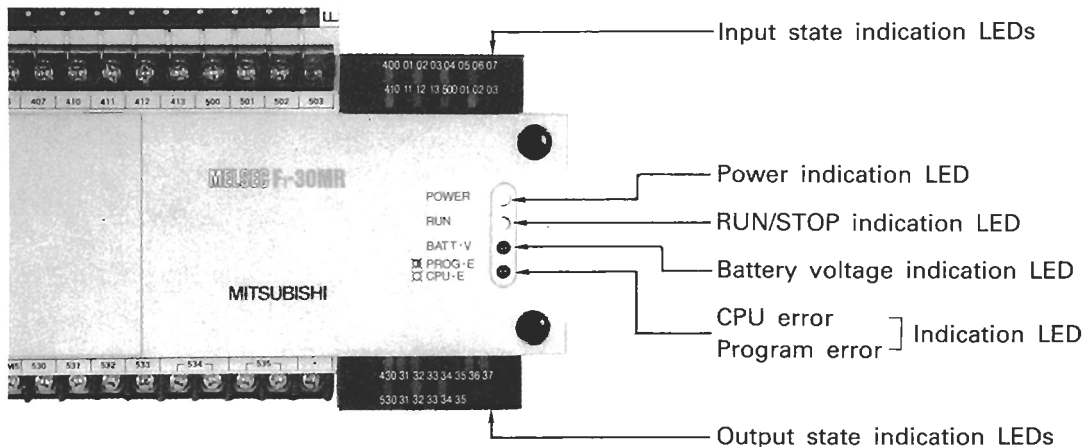 Input state indication LEDs
400 01 02 03 04 05 06 07
410 11 12 13 500 01 02 03
407 410 411 412 413 500 501 502 503
MELSEC F1-30MR
POWER
RUN
BATT·V
PROG·E
CPU·E
MITSUBISHI
Power indication LED
RUN/STOP indication LED
Battery voltage indication LED
CPU error
Program error
Indication LED
530 531 532 533 534 535
430 31 32 33 34 35 36 37
530 31 32 33 34 35
Output state indication LEDs